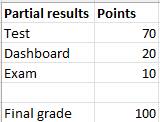 Partial results Points
Test 70
Dashboard 20
Exam 10
Final grade 100